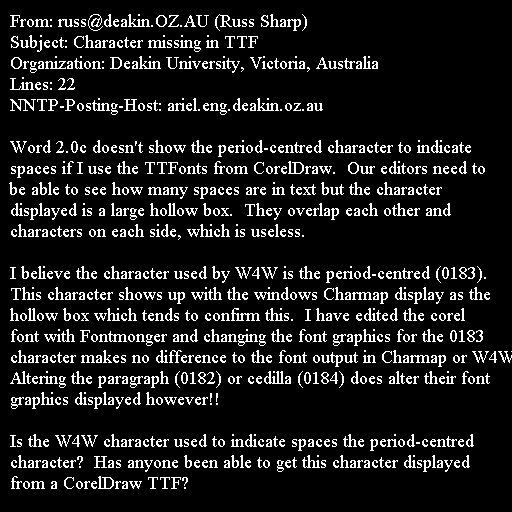 From: russ@deakin.OZ.AU (Russ Sharp)
Subject: Character missing in TTF
Organization: Deakin University, Victoria, Australia
Lines: 22
NNTP-Posting-Host: ariel.eng.deakin.oz.au

Word 2.0c doesn't show the period-centred character to indicate
spaces if I use the TTFonts from CorelDraw.  Our editors need to
be able to see how many spaces are in text but the character
displayed is a large hollow box.  They overlap each other and
characters on each side, which is useless.

I believe the character used by W4W is the period-centred (0183).
This character shows up with the windows Charmap display as the
hollow box which tends to confirm this.  I have edited the corel
font with Fontmonger and changing the font graphics for the 0183
character makes no difference to the font output in Charmap or W4W
Altering the paragraph (0182) or cedilla (0184) does alter their font
graphics displayed however!!

Is the W4W character used to indicate spaces the period-centred
character?  Has anyone been able to get this character displayed
from a CorelDraw TTF?